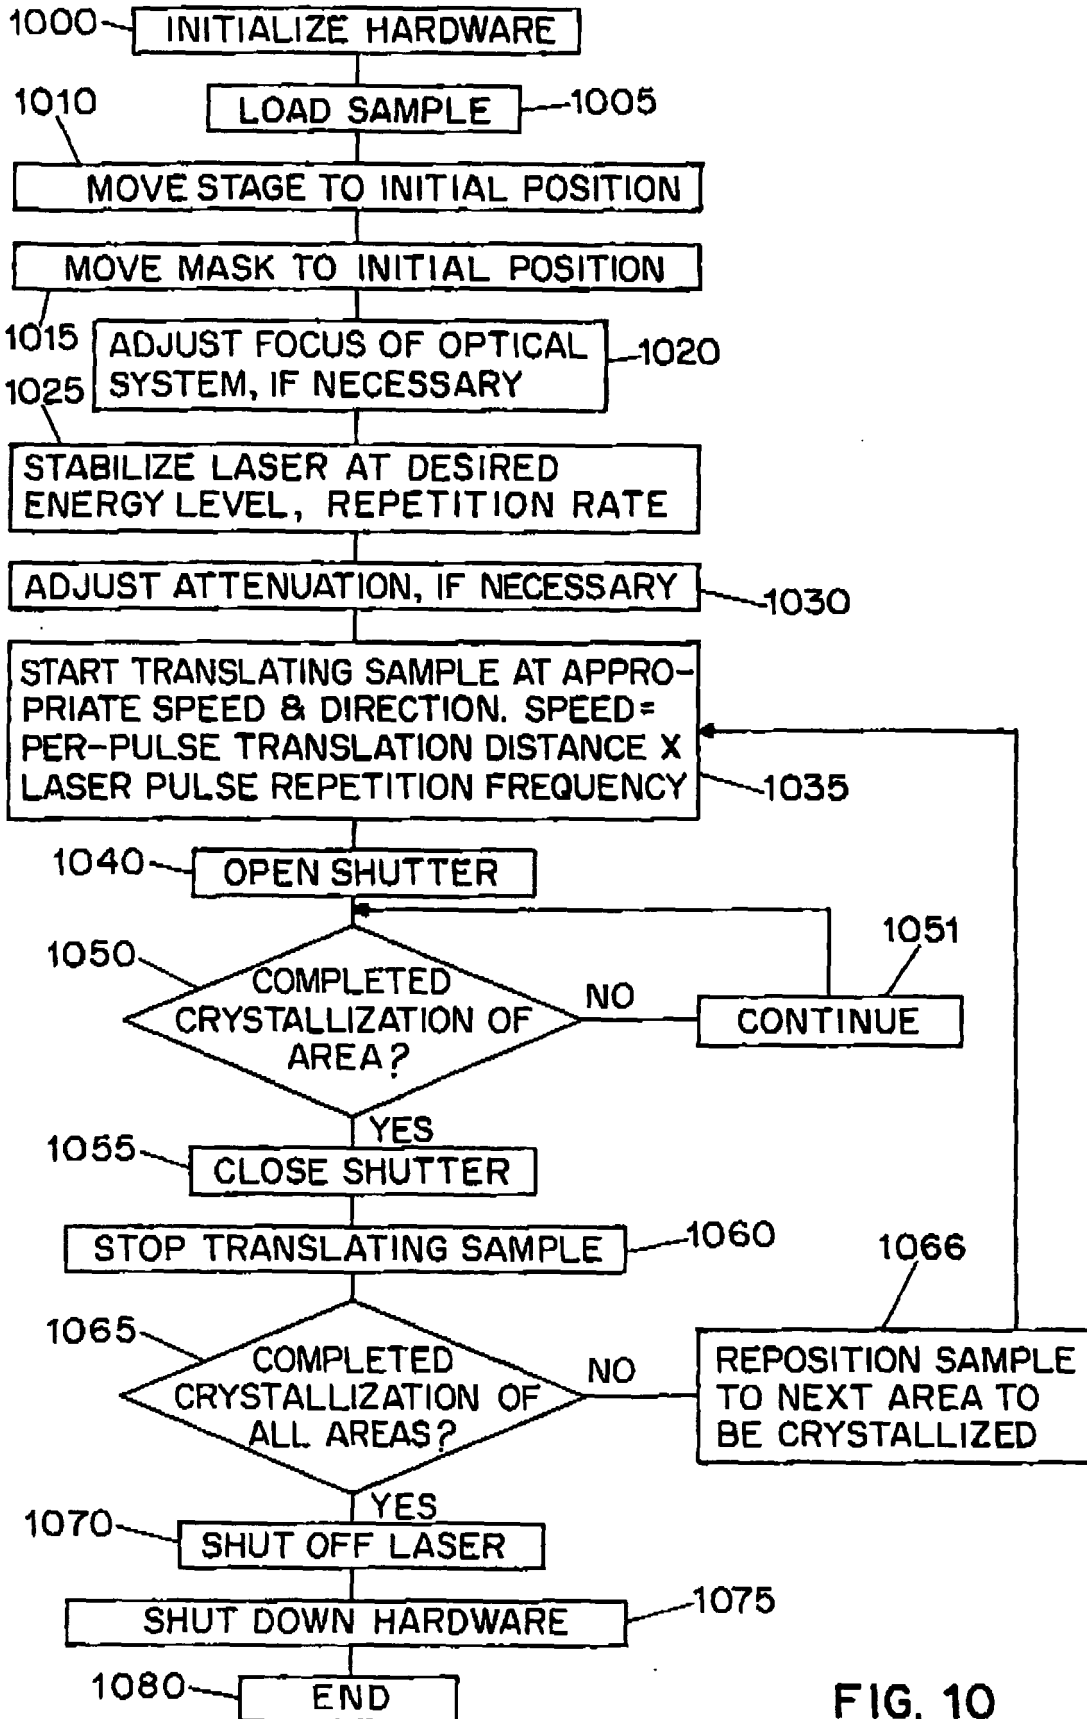 1000
INITIALIZE HARDWARE
LOAD SAMPLE
1005
1010
MOVE STAGE TO INITIAL POSITION
MOVE MASK TO INITIAL POSITION
1015
ADJUST FOCUS OF OPTICAL
SYSTEM, IF NECESSARY
1020
1025
STABILIZE LASER AT DESIRED
ENERGY LEVEL, REPETITION RATE
ADJUST ATTENUATION, IF NECESSARY
1030
START TRANSLATING SAMPLE AT APPRO-
PRIATE SPEED & DIRECTION. SPEED=
PER-PULSE TRANSLATION DISTANCE X
LASER PULSE REPETITION FREQUENCY
1035
1040
OPEN SHUTTER
1050
COMPLETED
CRYSTALLIZATION OF
AREA?
NO
1051
CONTINUE
YES
1055
CLOSE SHUTTER
STOP TRANSLATING SAMPLE
1060
1065
COMPLETED
CRYSTALLIZATION OF
ALL AREAS?
NO
1066
REPOSITION SAMPLE
TO NEXT AREA TO
BE CRYSTALLIZED
YES
1070
SHUT OFF LASER
SHUT DOWN HARDWARE
1075
1080
END
FIG. 10